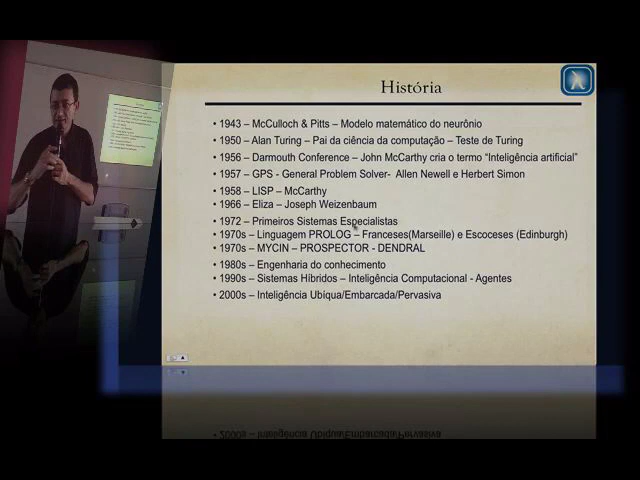 História
λ
• 1943 – McCulloch & Pitts – Modelo matemático do neurônio
• 1950 – Alan Turing – Pai da ciência da computação – Teste de Turing
• 1956 – Darmouth Conference – John McCarthy cria o termo “Inteligência artificial”
• 1957 – GPS - General Problem Solver- Allen Newell e Herbert Simon
• 1958 – LISP – McCarthy
• 1966 – Eliza – Joseph Weizenbaum
• 1972 – Primeiros Sistemas Especialistas
• 1970s – Linguagem PROLOG – Franceses(Marseille) e Escoceses (Edinburgh)
• 1970s – MYCIN – PROSPECTOR - DENDRAL
• 1980s – Engenharia do conhecimento
• 1990s – Sistemas Híbridos – Inteligência Computacional - Agentes
• 2000s – Inteligência Ubíqua/Embarcada/Pervasiva